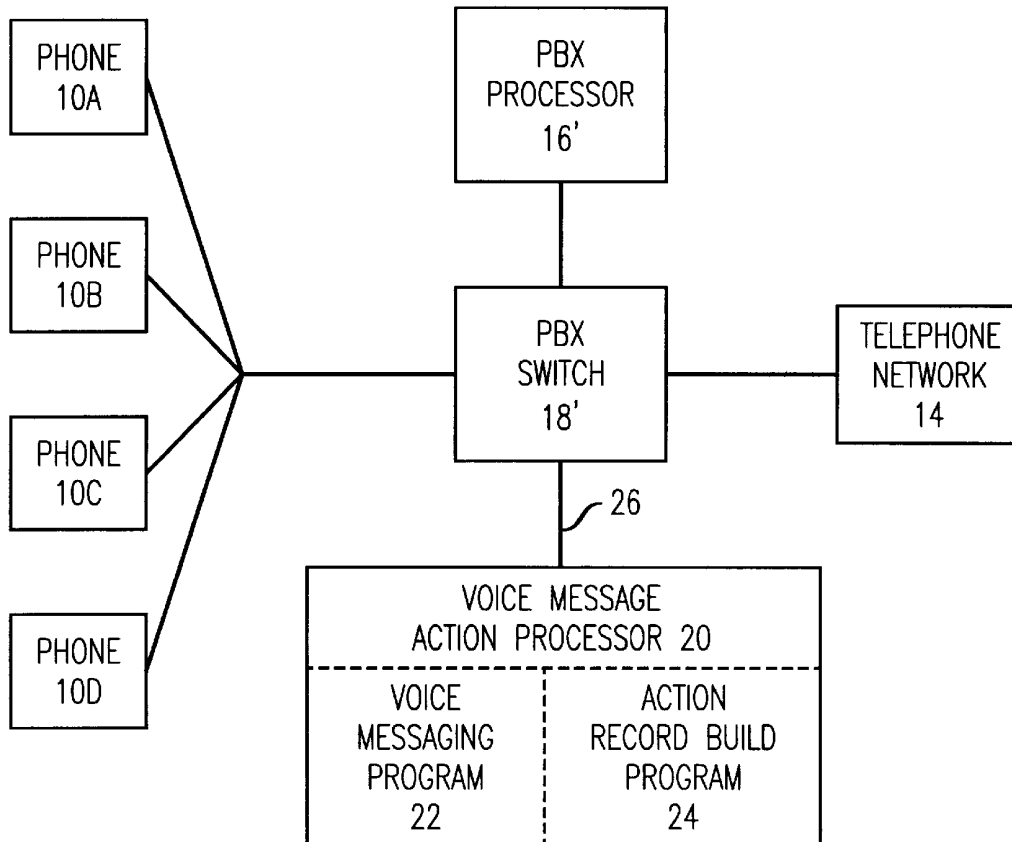 PHONE
10A
PHONE
10B
PHONE
10C
PHONE
10D
PBX
PROCESSOR
16'
PBX
SWITCH
18'
TELEPHONE
NETWORK
14
26
VOICE MESSAGE
ACTION PROCESSOR 20
VOICE
MESSAGING
PROGRAM
22
ACTION
RECORD BUILD
PROGRAM
24